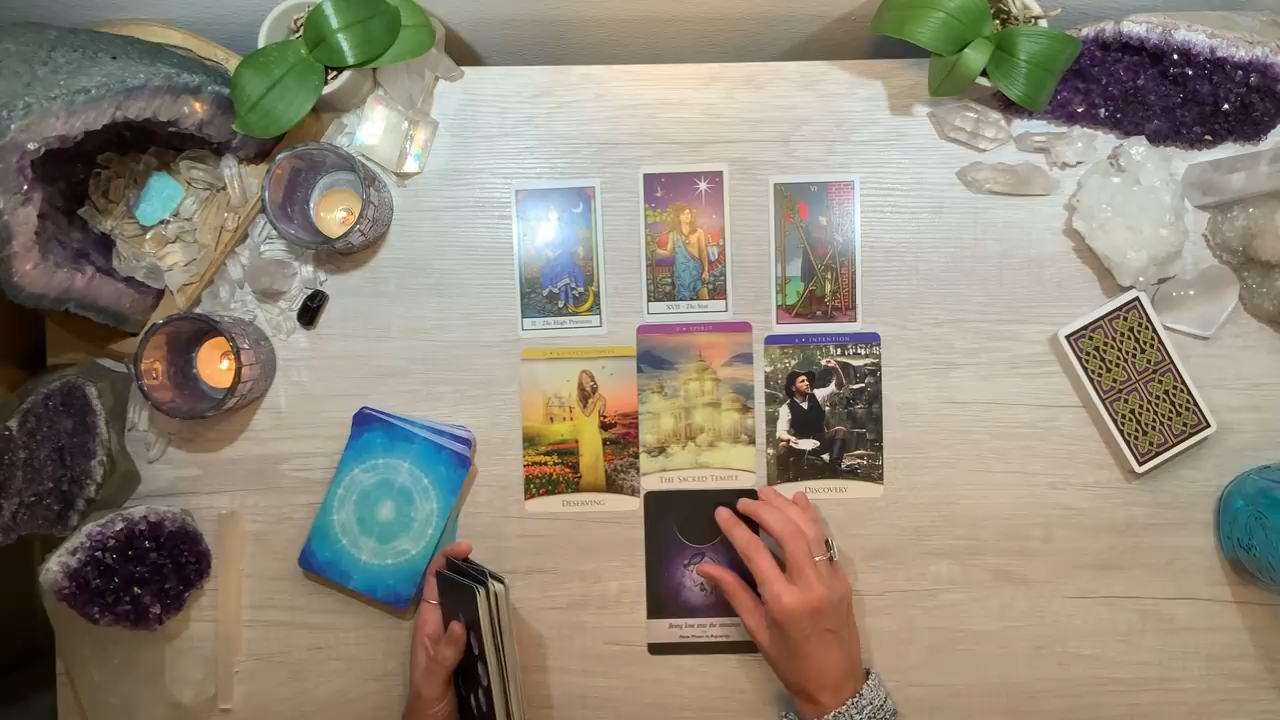 II · The High Priestess
XVII · The Star
VI
SPIRIT
INTENTION
DESERVING
THE SACRED TEMPLE
DISCOVERY
Bring love into the
New Moon in Aquarius